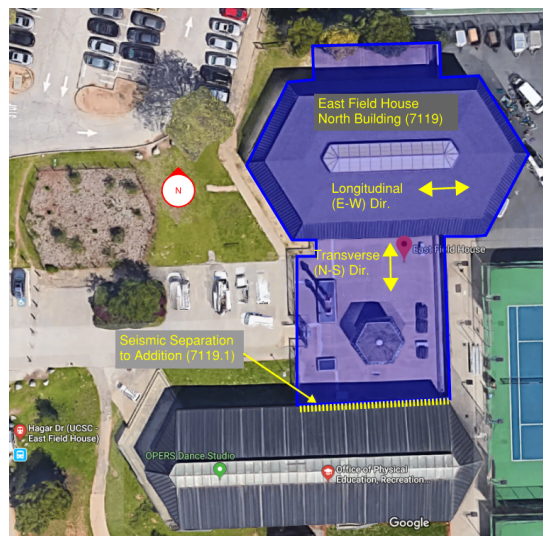 East Field House
North Building (7119)
N
Longitudinal
(E-W) Dir.
East Field House
Transverse
(N-S) Dir.
Seismic Separation
to Addition (7119.1)
Hagar Dr (UCSC -
East Field House)
OPERS Dance Studio
Office of Physical
Education, Recreation...
Google